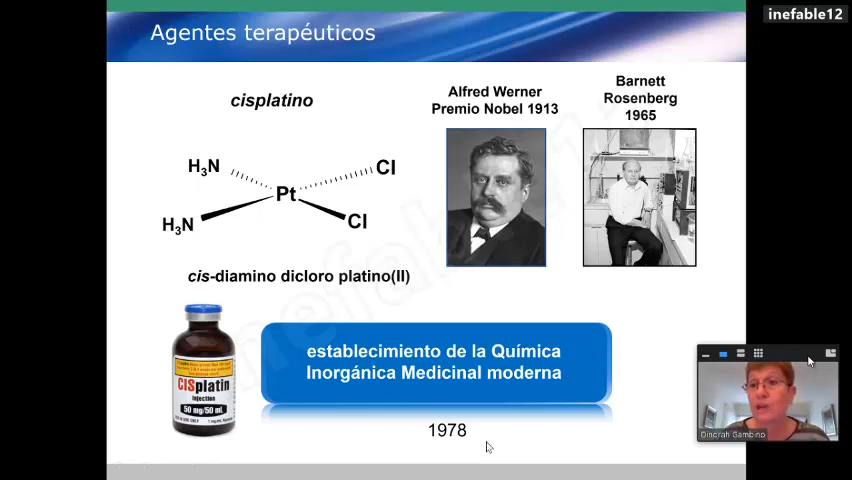 inefable12
Agentes terapéuticos
cisplatino
Alfred Werner
Premio Nobel 1913
Barnett
Rosenberg
1965
H3N
Cl
Pt
H3N
Cl
cis-diamino dicloro platino(II)
CISplatin
Injection
50 mg/50 mL
establecimiento de la Química
Inorgánica Medicinal moderna
1978
Dinorah Gambino